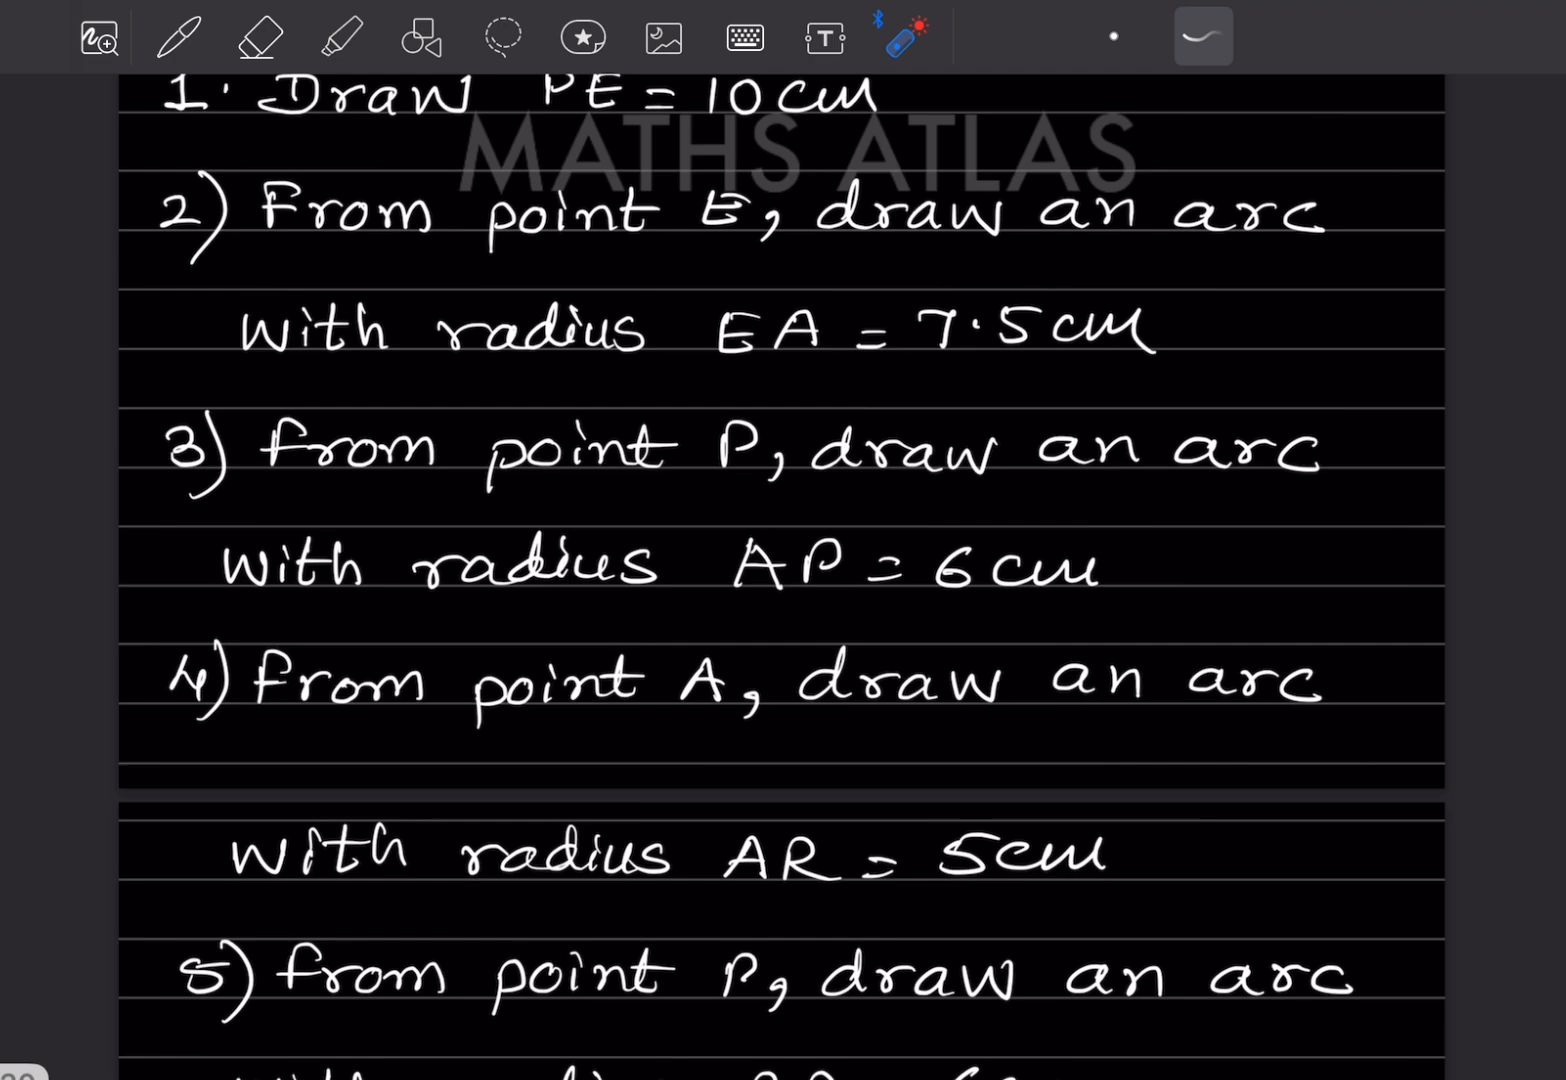 1. Draw PE = 10 cm
MATHS ATLAS
2) From point E, draw an arc
with radius EA = 7.5 cm
3) from point P, draw an arc
with radius AP = 6 cm
4) from point A, draw an arc
with radius AR = 5 cm
5) from point P, draw an arc